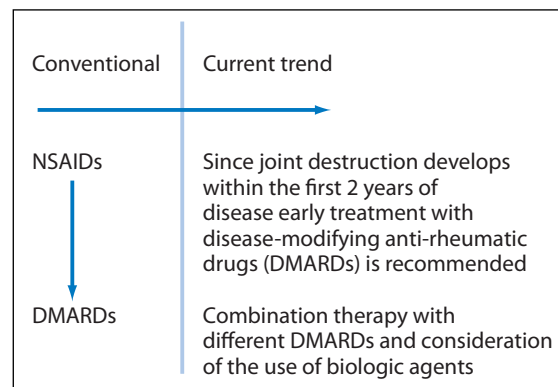 Conventional
Current trend
NSAIDs
Since joint destruction develops
within the first 2 years of
disease early treatment with
disease-modifying anti-rheumatic
drugs (DMARDs) is recommended
DMARDs
Combination therapy with
different DMARDs and consideration
of the use of biologic agents